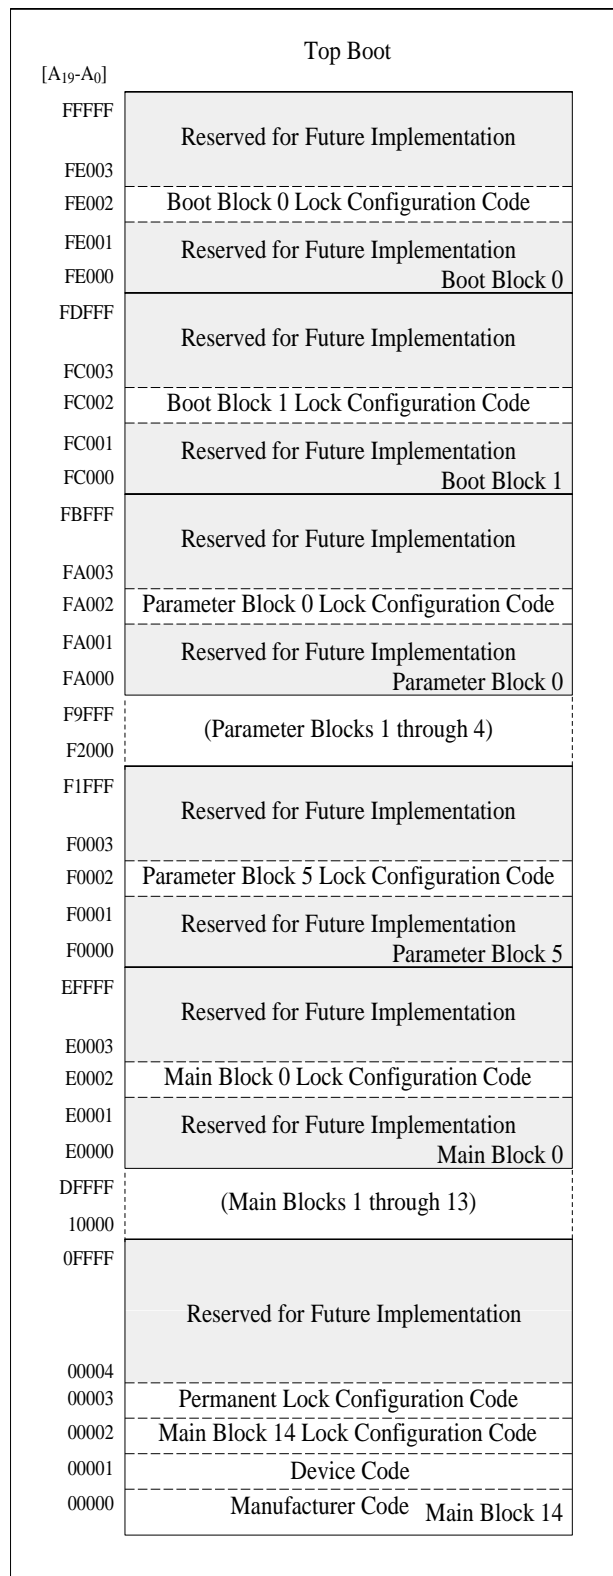 Top Boot
[A19-A0]
FFFFF
Reserved for Future Implementation
FE003
FE002 Boot Block 0 Lock Configuration Code
FE001
Reserved for Future Implementation
FE000 Boot Block 0
FDFFF
Reserved for Future Implementation
FC003
FC002 Boot Block 1 Lock Configuration Code
FC001
Reserved for Future Implementation
FC000 Boot Block 1
FBFFF
Reserved for Future Implementation
FA003
FA002 Parameter Block 0 Lock Configuration Code
FA001
Reserved for Future Implementation
FA000 Parameter Block 0
F9FFF
(Parameter Blocks 1 through 4)
F2000
F1FFF
Reserved for Future Implementation
F0003
F0002 Parameter Block 5 Lock Configuration Code
F0001
Reserved for Future Implementation
F0000 Parameter Block 5
EFFFF
Reserved for Future Implementation
E0003
E0002 Main Block 0 Lock Configuration Code
E0001
Reserved for Future Implementation
E0000 Main Block 0
DFFFF
(Main Blocks 1 through 13)
10000
0FFFF
Reserved for Future Implementation
00004
00003 Permanent Lock Configuration Code
00002 Main Block 14 Lock Configuration Code
00001 Device Code
00000 Manufacturer Code Main Block 14